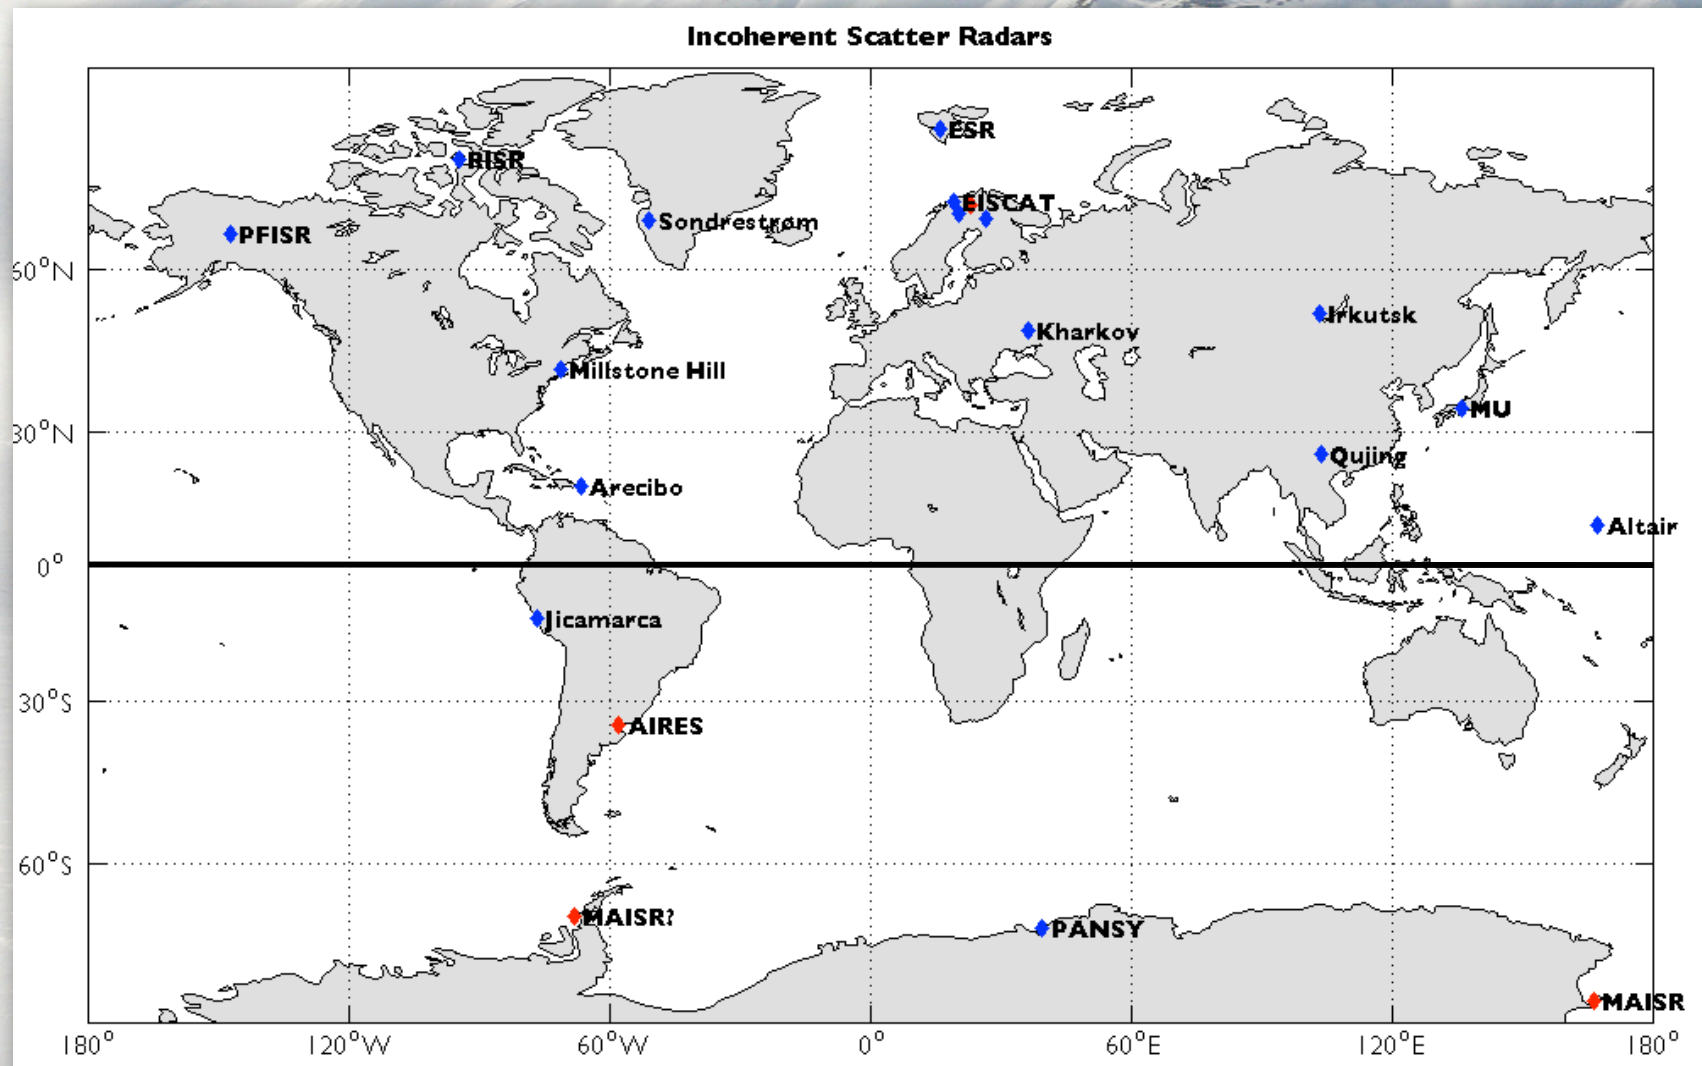 Incoherent Scatter Radars
ESR
RISR
EISCAT
Sondrestrom
PFISR
60°N
Irkutsk
Kharkov
Millstone Hill
MU
30°N
Qujing
Arecibo
Altair
0°
Jicamarca
30°S
AIRES
60°S
MAISR?
PANSY
MAISR
180° 120°W 60°W 0° 60°E 120°E 180°